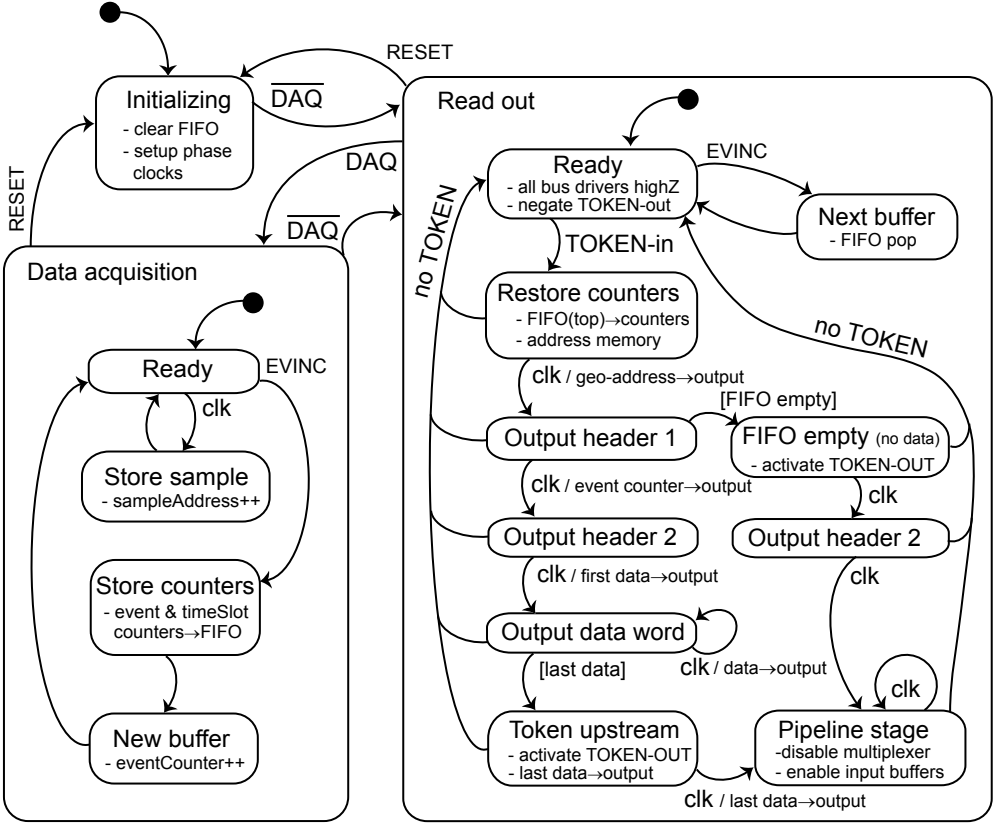 RESET
Initializing
- clear FIFO
- setup phase
clocks
DAQ
RESET
DAQ
DAQ
Data acquisition
Ready
EVINC
clk
Store sample
- sampleAddress++
Store counters
- event & timeSlot
counters→FIFO
New buffer
- eventCounter++
Read out
Ready
- all bus drivers highZ
- negate TOKEN-out
EVINC
Next buffer
- FIFO pop
no TOKEN
TOKEN-in
Restore counters
- FIFO(top)→counters
- address memory
no TOKEN
clk / geo-address→output
[FIFO empty]
Output header 1
FIFO empty (no data)
- activate TOKEN-OUT
clk / event counter→output
clk
Output header 2
Output header 2
clk / first data→output
clk
Output data word
[last data]
clk / data→output
clk
Token upstream
- activate TOKEN-OUT
- last data→output
Pipeline stage
-disable multiplexer
- enable input buffers
clk / last data→output